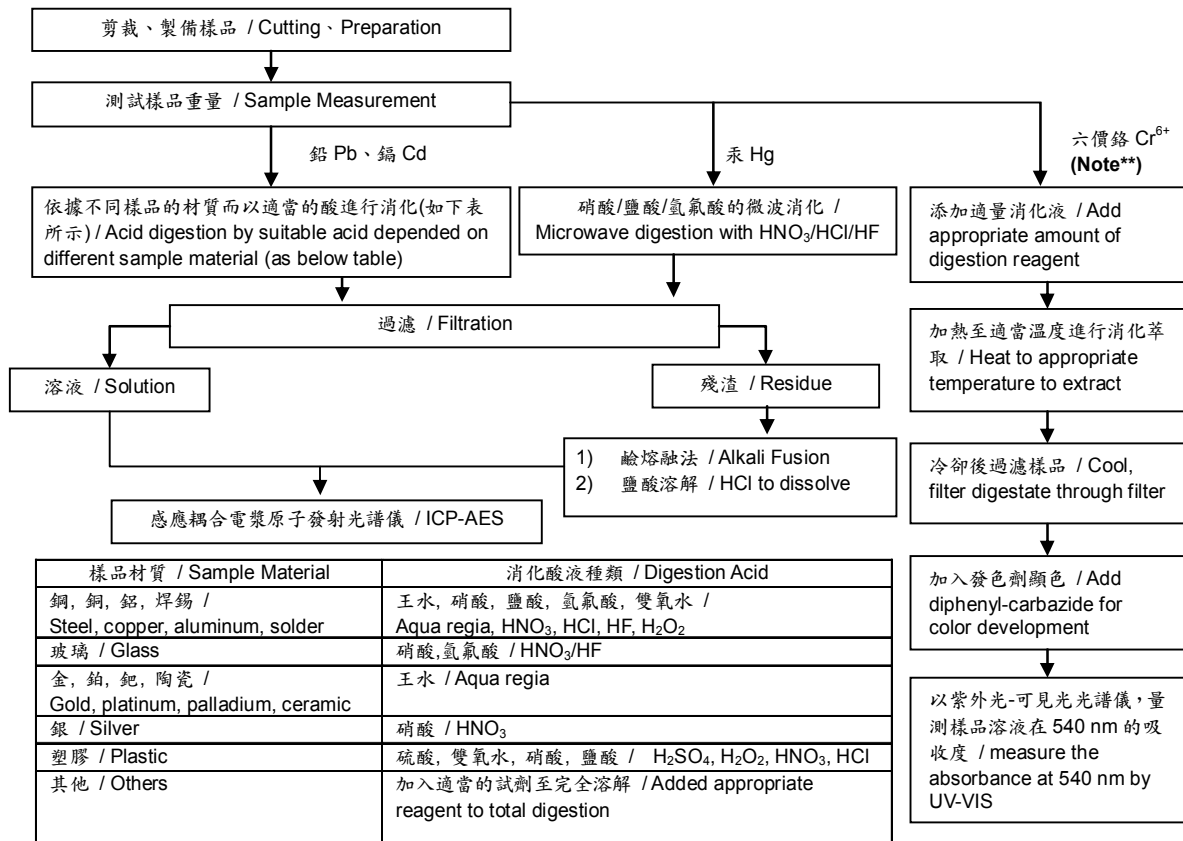 剪裁、製備樣品 / Cutting、Preparation
測試樣品重量 / Sample Measurement
鉛 Pb、鎘 Cd
汞 Hg
六價鉻 Cr⁶⁺
(Note**)
依據不同樣品的材質而以適當的酸進行消化(如下表
所示) / Acid digestion by suitable acid depended on
different sample material (as below table)
硝酸/鹽酸/氫氟酸的微波消化 /
Microwave digestion with HNO₃/HCl/HF
添加適量消化液 / Add
appropriate amount of
digestion reagent
過濾 / Filtration
加熱至適當溫度進行消化萃
取 / Heat to appropriate
temperature to extract
溶液 / Solution
殘渣 / Residue
1) 鹼熔融法 / Alkali Fusion
2) 鹽酸溶解 / HCl to dissolve
冷卻後過濾樣品 / Cool,
filter digestate through filter
感應耦合電漿原子發射光譜儀 / ICP-AES
加入發色劑顯色 / Add
diphenyl-carbazide for
color development
以紫外光-可見光光譜儀，量
測樣品溶液在 540 nm 的吸
收度 / measure the
absorbance at 540 nm by
UV-VIS
樣品材質 / Sample Material
消化酸液種類 / Digestion Acid
鋼, 銅, 鋁, 焊錫 /
Steel, copper, aluminum, solder
王水, 硝酸, 鹽酸, 氫氟酸, 雙氧水 /
Aqua regia, HNO₃, HCl, HF, H₂O₂
玻璃 / Glass
硝酸,氫氟酸 / HNO₃/HF
金, 鉑, 鈀, 陶瓷 /
Gold, platinum, palladium, ceramic
王水 / Aqua regia
銀 / Silver
硝酸 / HNO₃
塑膠 / Plastic
硫酸, 雙氧水, 硝酸, 鹽酸 / H₂SO₄, H₂O₂, HNO₃, HCl
其他 / Others
加入適當的試劑至完全溶解 / Added appropriate
reagent to total digestion